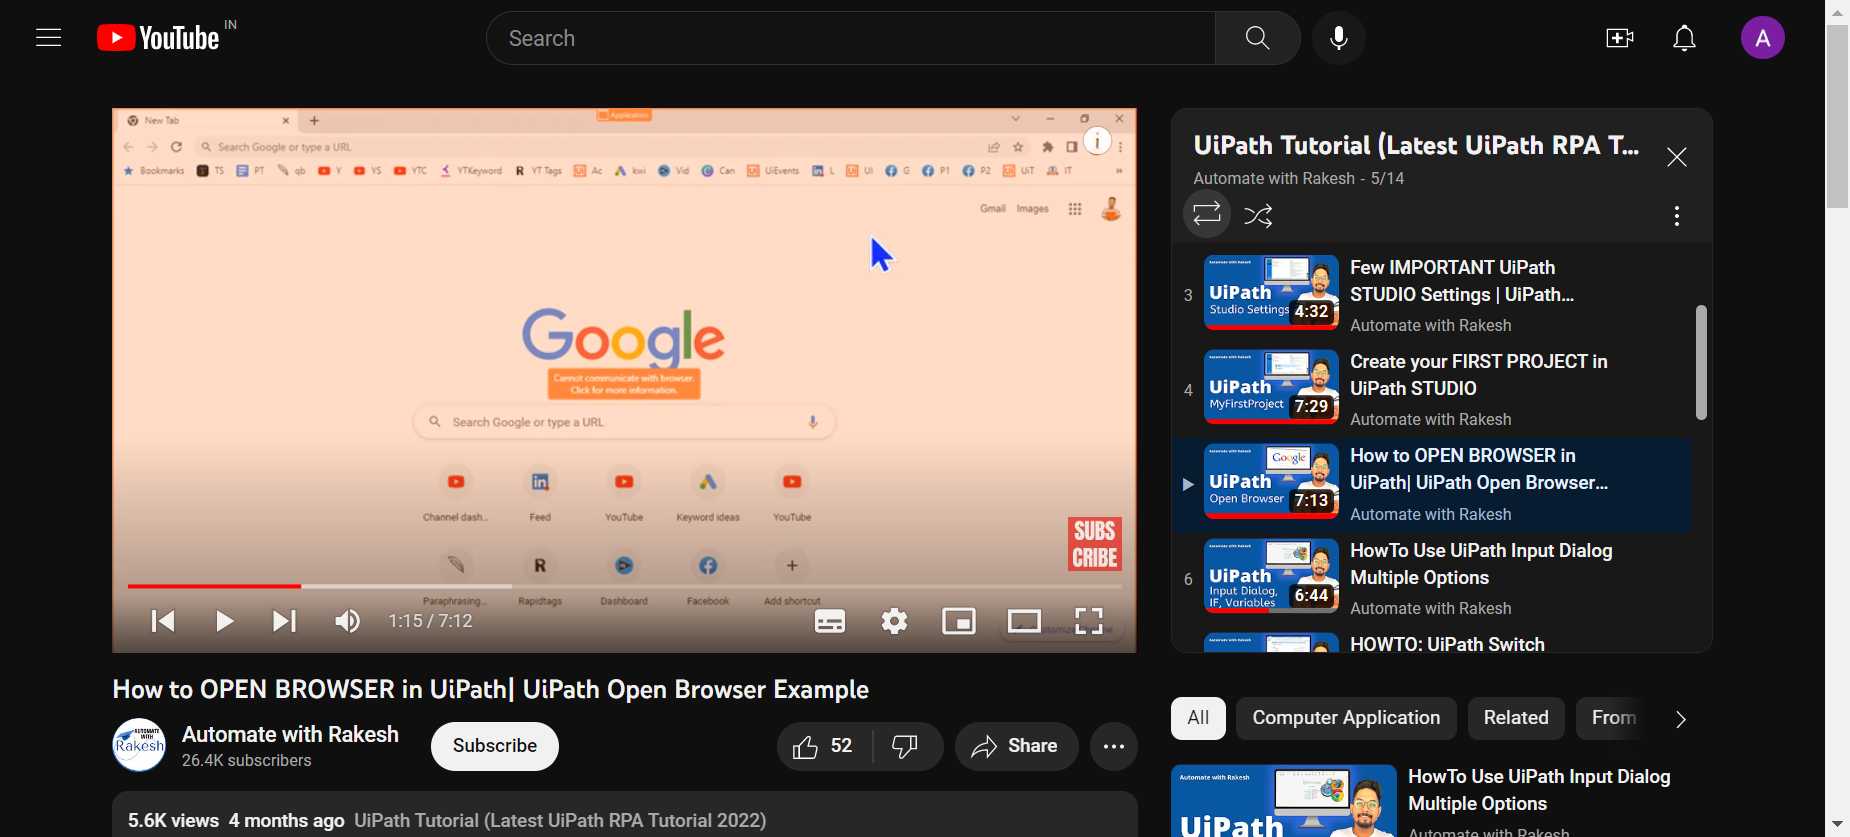 YouTube IN
Search
A
New Tab
Application
Search Google or type a URL
Bookmarks TS PT qb Y YS YTC YTKeyword R YT Tags Ac kwi Vid Can UiEvents L UI G P1 P2 UiT IT »
Gmail Images
Google
Cannot communicate with browser.
Click for more information.
Search Google or type a URL
Channel dash... Feed YouTube Keyword ideas YouTube
Paraphrasing... Rapidtags Dashboard Facebook Add shortcut
SUBS
CRIBE
1:15 / 7:12
How to OPEN BROWSER in UiPath| UiPath Open Browser Example
AUTOMATE
WITH
Rakesh
Automate with Rakesh
26.4K subscribers
Subscribe
52
Share
5.6K views 4 months ago UiPath Tutorial (Latest UiPath RPA Tutorial 2022)
UiPath Tutorial (Latest UiPath RPA T...
Automate with Rakesh - 5/14
3
UiPath
Studio Settings
4:32
Few IMPORTANT UiPath
STUDIO Settings | UiPath...
Automate with Rakesh
4
UiPath
MyFirstProject
7:29
Create your FIRST PROJECT in
UiPath STUDIO
Automate with Rakesh
Google
UiPath
Open Browser
7:13
How to OPEN BROWSER in
UiPath| UiPath Open Browser...
Automate with Rakesh
6
UiPath
Input Dialog,
IF, Variables
6:44
HowTo Use UiPath Input Dialog
Multiple Options
Automate with Rakesh
HOWTO: UiPath Switch
All Computer Application Related From
Automate with Rakesh
UiPath
HowTo Use UiPath Input Dialog
Multiple Options
Automate with Rakesh